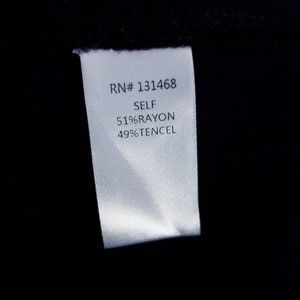 RN# 131468
SELF
51%RAYON
49%TENCEL